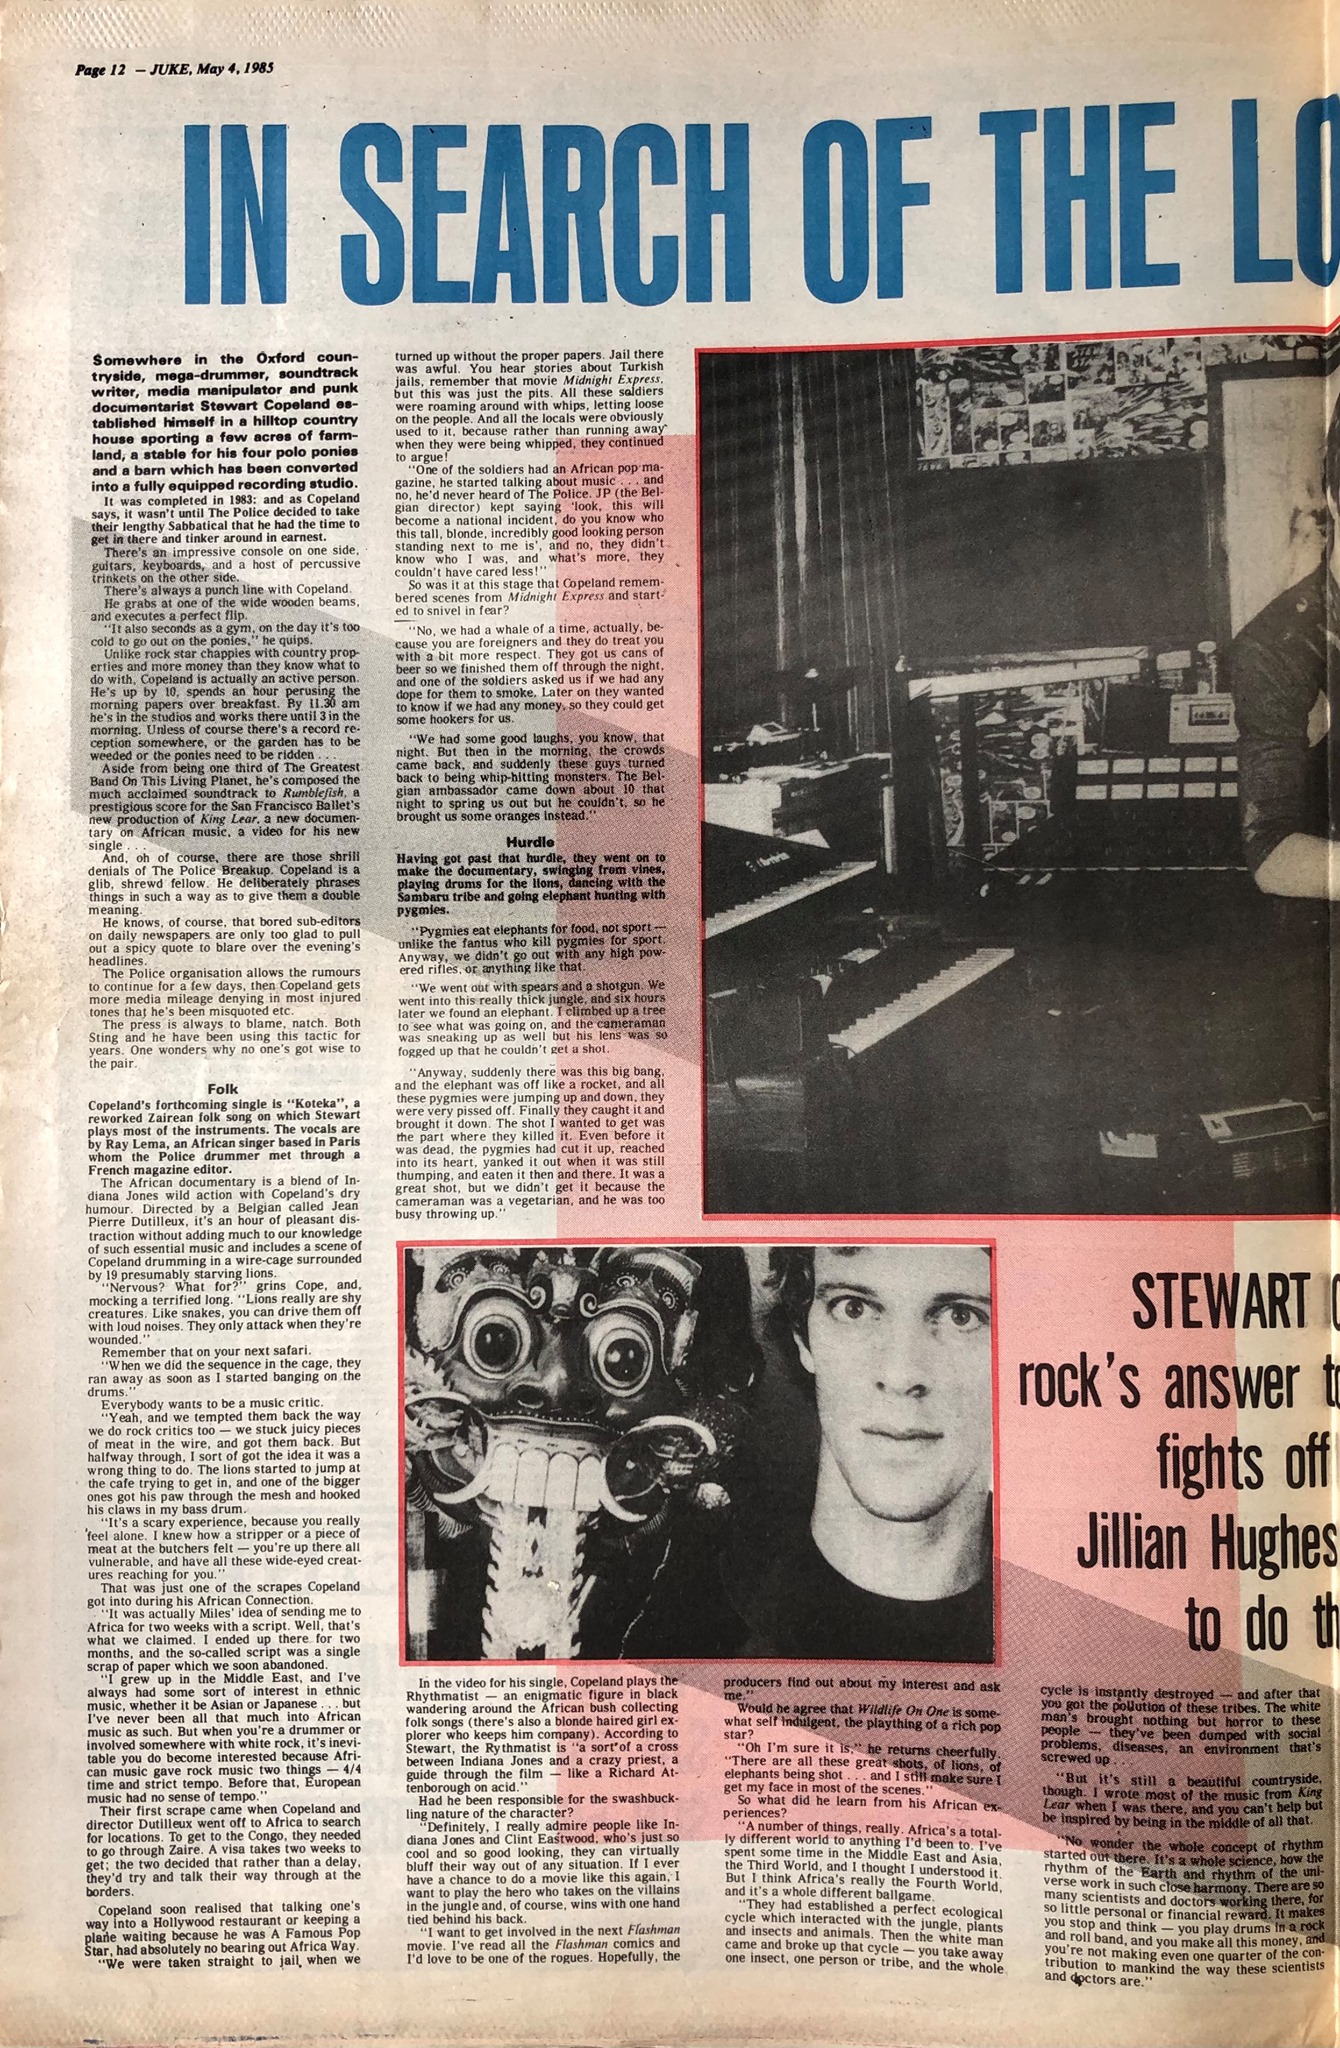 Page 12 — JUKE, May 4, 1985
IN SEARCH OF THE LO
Somewhere in the Oxford coun-
tryside, mega-drummer, soundtrack
writer, media manipulator and punk
documentarist Stewart Copeland es-
tablished himself in a hilltop country
house sporting a few acres of farm-
land, a stable for his four polo ponies
and a barn which has been converted
into a fully equipped recording studio.
It was completed in 1983: and as Copeland
says, it wasn't until The Police decided to take
their lengthy Sabbatical that he had the time to
get in there and tinker around in earnest.
There's an impressive console on one side,
guitars, keyboards, and a host of percussive
trinkets on the other side.
There's always a punch line with Copeland.
He grabs at one of the wide wooden beams,
and executes a perfect flip.
"It also seconds as a gym, on the day it's too
cold to go out on the ponies," he quips.
Unlike rock star chappies with country prop-
erties and more money than they know what to
do with, Copeland is actually an active person.
He's up by 10, spends an hour perusing the
morning papers over breakfast. By 11.30 am
he's in the studios and works there until 3 in the
morning. Unless of course there's a record re-
ception somewhere, or the garden has to be
weeded or the ponies need to be ridden . . .
Aside from being one third of The Greatest
Band On This Living Planet, he's composed the
much acclaimed soundtrack to Rumblefish, a
prestigious score for the San Francisco Ballet's
new production of King Lear, a new documen-
tary on African music, a video for his new
single . . .
And, oh of course, there are those shrill
denials of The Police Breakup. Copeland is a
glib, shrewd fellow. He deliberately phrases
things in such a way as to give them a double
meaning.
He knows, of course, that bored sub-editors
on daily newspapers are only too glad to pull
out a spicy quote to blare over the evening's
headlines.
The Police organisation allows the rumours
to continue for a few days, then Copeland gets
more media mileage denying in most injured
tones that he's been misquoted etc.
The press is always to blame, natch. Both
Sting and he have been using this tactic for
years. One wonders why no one's got wise to
the pair.
Folk
Copeland's forthcoming single is "Koteka", a
reworked Zairean folk song on which Stewart
plays most of the instruments. The vocals are
by Ray Lema, an African singer based in Paris
whom the Police drummer met through a
French magazine editor.
The African documentary is a blend of In-
diana Jones wild action with Copeland's dry
humour. Directed by a Belgian called Jean
Pierre Dutilleux, it's an hour of pleasant dis-
traction without adding much to our knowledge
of such essential music and includes a scene of
Copeland drumming in a wire-cage surrounded
by 19 presumably starving lions.
"Nervous? What for?" grins Cope, and,
mocking a terrified long. "Lions really are shy
creatures. Like snakes, you can drive them off
with loud noises. They only attack when they're
wounded."
Remember that on your next safari.
"When we did the sequence in the cage, they
ran away as soon as I started banging on the
drums."
Everybody wants to be a music critic.
"Yeah, and we tempted them back the way
we do rock critics too — we stuck juicy pieces
of meat in the wire, and got them back. But
halfway through, I sort of got the idea it was a
wrong thing to do. The lions started to jump at
the cafe trying to get in, and one of the bigger
ones got his paw through the mesh and hooked
his claws in my bass drum.
"It's a scary experience, because you really
feel alone. I knew how a stripper or a piece of
meat at the butchers felt — you're up there all
vulnerable, and have all these wide-eyed creat-
ures reaching for you."
That was just one of the scrapes Copeland
got into during his African Connection.
"It was actually Miles' idea of sending me to
Africa for two weeks with a script. Well, that's
what we claimed. I ended up there for two
months, and the so-called script was a single
scrap of paper which we soon abandoned.
"I grew up in the Middle East, and I've
always had some sort of interest in ethnic
music, whether it be Asian or Japanese . . . but
I've never been all that much into African
music as such. But when you're a drummer or
involved somewhere with white rock, it's inevi-
table you do become interested because Afri-
can music gave rock music two things — 4/4
time and strict tempo. Before that, European
music had no sense of tempo."
Their first scrape came when Copeland and
director Dutilleux went off to Africa to search
for locations. To get to the Congo, they needed
to go through Zaire. A visa takes two weeks to
get; the two decided that rather than a delay,
they'd try and talk their way through at the
borders.
Copeland soon realised that talking one's
way into a Hollywood restaurant or keeping a
plane waiting because he was A Famous Pop
Star, had absolutely no bearing out Africa Way.
"We were taken straight to jail, when we
turned up without the proper papers. Jail there
was awful. You hear stories about Turkish
jails, remember that movie Midnight Express,
but this was just the pits. All these soldiers
were roaming around with whips, letting loose
on the people. And all the locals were obviously
used to it, because rather than running away
when they were being whipped, they continued
to argue!
"One of the soldiers had an African pop ma-
gazine, he started talking about music . . . and
no, he'd never heard of The Police. JP (the Bel-
gian director) kept saying 'look, this will
become a national incident, do you know who
this tall, blonde, incredibly good looking person
standing next to me is', and no, they didn't
know who I was, and what's more, they
couldn't have cared less!"
So was it at this stage that Copeland remem-
bered scenes from Midnight Express and start-
ed to snivel in fear?
"No, we had a whale of a time, actually, be-
cause you are foreigners and they do treat you
with a bit more respect. They got us cans of
beer so we finished them off through the night,
and one of the soldiers asked us if we had any
dope for them to smoke. Later on they wanted
to know if we had any money, so they could get
some hookers for us.
"We had some good laughs, you know, that
night. But then in the morning, the crowds
came back, and suddenly these guys turned
back to being whip-hitting monsters. The Bel-
gian ambassador came down about 10 that
night to spring us out but he couldn't, so he
brought us some oranges instead."
Hurdle
Having got past that hurdle, they went on to
make the documentary, swinging from vines,
playing drums for the lions, dancing with the
Sambaru tribe and going elephant hunting with
pygmies.
"Pygmies eat elephants for food, not sport —
unlike the fantus who kill pygmies for sport.
Anyway, we didn't go out with any high pow-
ered rifles, or anything like that.
"We went out with spears and a shotgun. We
went into this really thick jungle, and six hours
later we found an elephant. I climbed up a tree
to see what was going on, and the cameraman
was sneaking up as well but his lens was so
fogged up that he couldn't get a shot.
"Anyway, suddenly there was this big bang,
and the elephant was off like a rocket, and all
these pygmies were jumping up and down, they
were very pissed off. Finally they caught it and
brought it down. The shot I wanted to get was
the part where they killed it. Even before it
was dead, the pygmies had cut it up, reached
into its heart, yanked it out when it was still
thumping, and eaten it then and there. It was a
great shot, but we didn't get it because the
cameraman was a vegetarian, and he was too
busy throwing up."
STEWART
rock's answer t
fights off
Jillian Hughes
to do th
In the video for his single, Copeland plays the
Rhythmatist — an enigmatic figure in black
wandering around the African bush collecting
folk songs (there's also a blonde haired girl ex-
plorer who keeps him company). According to
Stewart, the Rythmatist is "a sort of a cross
between Indiana Jones and a crazy priest, a
guide through the film — like a Richard At-
tenborough on acid."
Had he been responsible for the swashbuck-
ling nature of the character?
"Definitely, I really admire people like In-
diana Jones and Clint Eastwood, who's just so
cool and so good looking, they can virtually
bluff their way out of any situation. If I ever
have a chance to do a movie like this again, I
want to play the hero who takes on the villains
in the jungle and, of course, wins with one hand
tied behind his back.
"I want to get involved in the next Flashman
movie. I've read all the Flashman comics and
I'd love to be one of the rogues. Hopefully, the
producers find out about my interest and ask
me."
Would he agree that Wildlife On One is some-
what self indulgent, the plaything of a rich pop
star?
"Oh I'm sure it is," he returns cheerfully.
"There are all these great shots, of lions, of
elephants being shot . . . and I still make sure I
get my face in most of the scenes."
So what did he learn from his African ex-
periences?
"A number of things, really. Africa's a total-
ly different world to anything I'd been to. I've
spent some time in the Middle East and Asia,
the Third World, and I thought I understood it.
But I think Africa's really the Fourth World,
and it's a whole different ballgame.
"They had established a perfect ecological
cycle which interacted with the jungle, plants
and insects and animals. Then the white man
came and broke up that cycle — you take away
one insect, one person or tribe, and the whole
cycle is instantly destroyed — and after that
you got the pollution of these tribes. The white
man's brought nothing but horror to these
people — they've been dumped with social
problems, diseases, an environment that's
screwed up . . .
"But it's still a beautiful countryside,
though. I wrote most of the music from King
Lear when I was there, and you can't help but
be inspired by being in the middle of all that.
"No wonder the whole concept of rhythm
started out there. It's a whole science, how the
rhythm of the Earth and rhythm of the uni-
verse work in such close harmony. There are so
many scientists and doctors working there, for
so little personal or financial reward. It makes
you stop and think — you play drums in a rock
and roll band, and you make all this money, and
you're not making even one quarter of the con-
tribution to mankind the way these scientists
and doctors are."